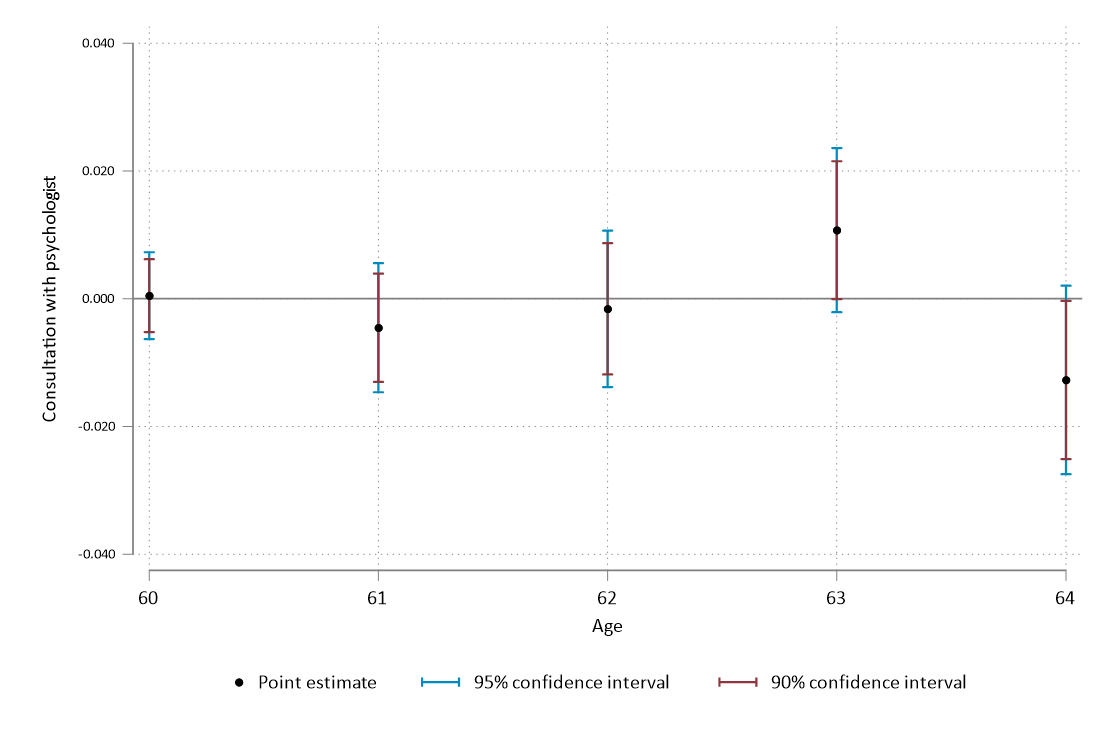 Consultation with psychologist
0.040
0.020
0.000
-0.020
-0.040
60 61 62 63 64
Age
Point estimate 95% confidence interval 90% confidence interval